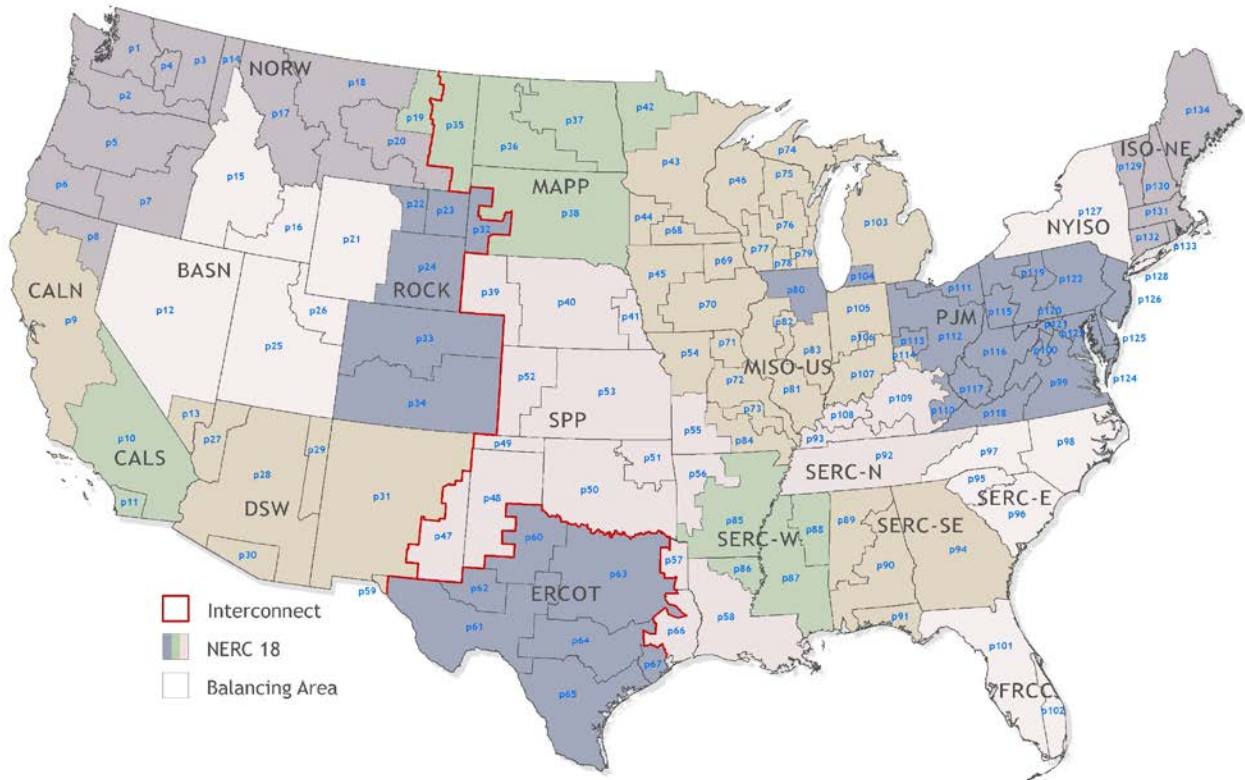 p1
p4
p3
p14
NORW
p18
p2
p17
p19
p35
p37
p42
p20
p36
p5
p43
p74
p134
ISO-NE
p129
p6
p7
p15
p22
p23
p32
MAPP
p38
p46
p75
p103
p130
p127
p131
p44
p68
p76
NYISO
p132
p133
p8
p16
p21
p77
p79
p78
p69
p45
BASN
p24
ROCK
p39
p40
p41
p80
p104
p111
p119
p122
p128
CALN
p9
p12
p26
p70
p105
PJM
p115
p120
p126
p25
p33
p82
p106
p113
p112
p121
p123
p125
p54
p71
p83
p114
p116
p100
MISO-US
p52
p53
p72
p81
p107
p117
p99
p124
p34
p109
p110
p118
p10
CALS
p13
p27
p29
SPP
p55
p73
p84
p108
p93
p49
p51
p92
p97
p98
SERC-N
p28
p31
p56
p95
SERC-E
p96
p11
DSW
p48
p50
p85
p88
p89
SERC-SE
p94
SERC-W
p30
p47
p60
p57
p86
p87
p90
p63
p59
p62
ERCOT
Interconnect
p61
p64
p66
p58
p91
NERC 18
p67
p101
Balancing Area
p65
FRCC
p102